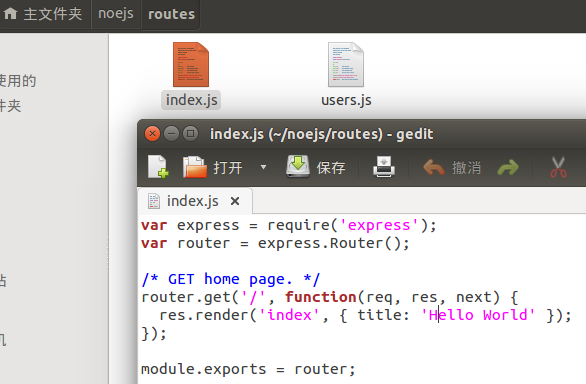 主文件夹 noejs routes
使用的
件夹
index.js users.js
index.js (~/noejs/routes) - gedit
打开 保存 撤消
index.js
var express = require('express');
var router = express.Router();
/* GET home page. */
router.get('/', function(req, res, next) {
  res.render('index', { title: 'Hello World' });
});
module.exports = router;